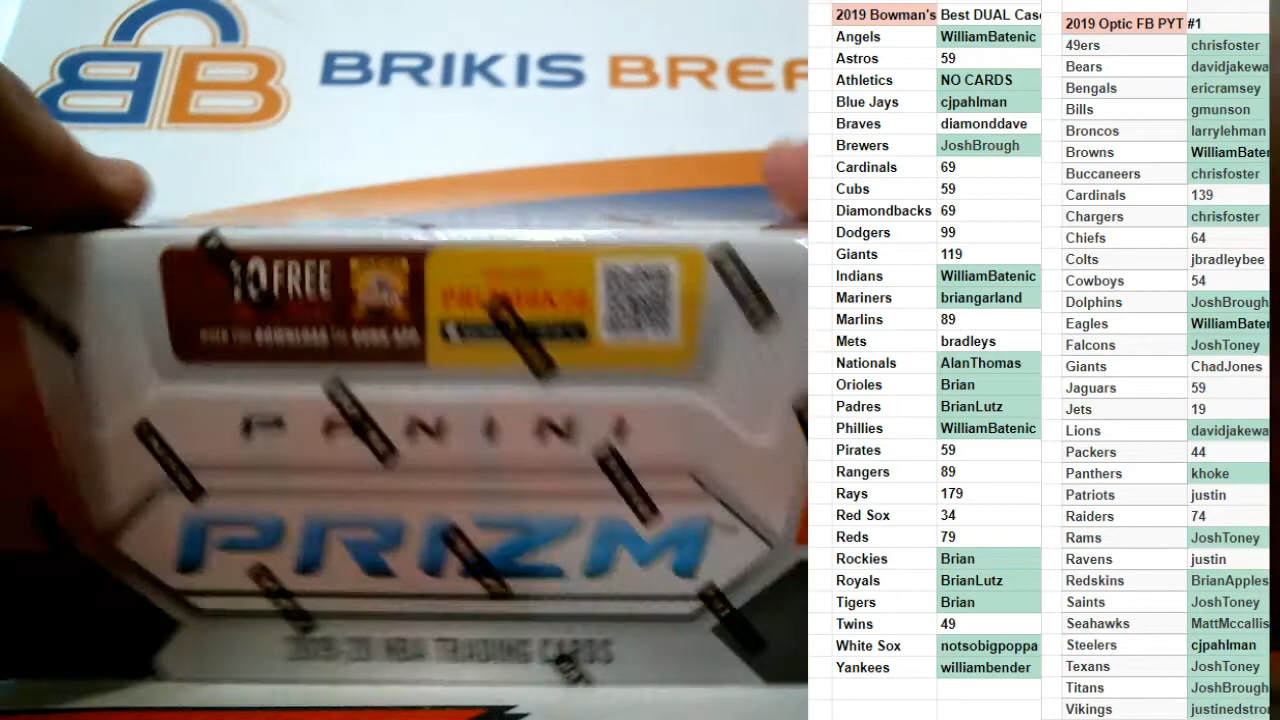 BRIKIS BREA
10 FREE
PANINI
PRIZM
2019-20 NBA TRADING CARDS
2019 Bowman's Best DUAL Case
Angels WilliamBatenic
Astros 59
Athletics NO CARDS
Blue Jays cjpahlman
Braves diamonddave
Brewers JoshBrough
Cardinals 69
Cubs 59
Diamondbacks 69
Dodgers 99
Giants 119
Indians WilliamBatenic
Mariners briangarland
Marlins 89
Mets bradleys
Nationals AlanThomas
Orioles Brian
Padres BrianLutz
Phillies WilliamBatenic
Pirates 59
Rangers 89
Rays 179
Red Sox 34
Reds 79
Rockies Brian
Royals BrianLutz
Tigers Brian
Twins 49
White Sox notsobigpoppa
Yankees williambender
2019 Optic FB PYT #1
49ers chrisfoster
Bears davidjakewa
Bengals ericramsey
Bills gmunson
Broncos larrylehman
Browns WilliamBater
Buccaneers chrisfoster
Cardinals 139
Chargers chrisfoster
Chiefs 64
Colts jbradleybee
Cowboys 54
Dolphins JoshBrough
Eagles WilliamBater
Falcons JoshToney
Giants ChadJones
Jaguars 59
Jets 19
Lions davidjakewa
Packers 44
Panthers khoke
Patriots justin
Raiders 74
Rams JoshToney
Ravens justin
Redskins BrianApples
Saints JoshToney
Seahawks MattMccallis
Steelers cjpahlman
Texans JoshToney
Titans JoshBrough
Vikings justinedstro